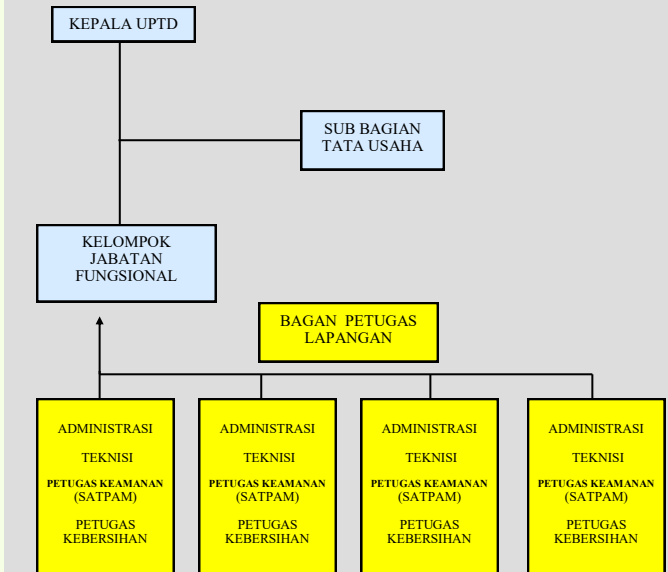 KEPALA UPTD
SUB BAGIAN
TATA USAHA
KELOMPOK
JABATAN
FUNGSIONAL
BAGAN PETUGAS
LAPANGAN
ADMINISTRASI
TEKNISI
PETUGAS KEAMANAN
(SATPAM)
PETUGAS
KEBERSIHAN
ADMINISTRASI
TEKNISI
PETUGAS KEAMANAN
(SATPAM)
PETUGAS
KEBERSIHAN
ADMINISTRASI
TEKNISI
PETUGAS KEAMANAN
(SATPAM)
PETUGAS
KEBERSIHAN
ADMINISTRASI
TEKNISI
PETUGAS KEAMANAN
(SATPAM)
PETUGAS
KEBERSIHAN